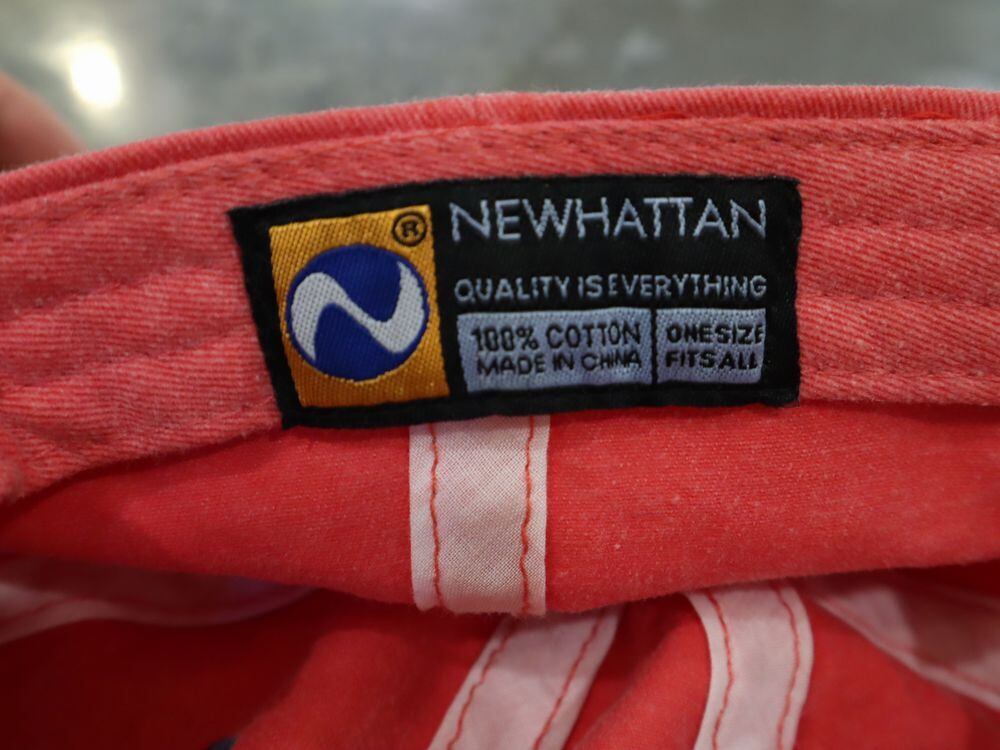 ®
NEWHATTAN
QUALITY IS EVERYTHING
100% COTTON
MADE IN CHINA
ONE SIZE
FITS ALL